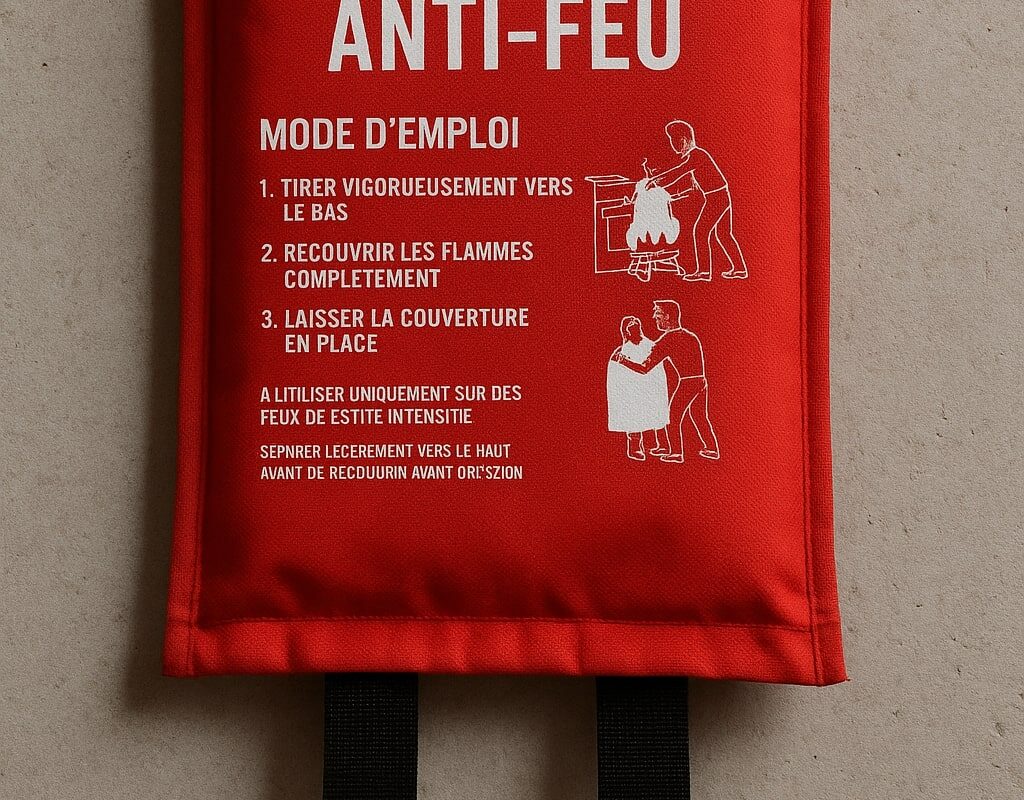 ANTI-FEU
MODE D'EMPLOI
1. TIRER VIGORUEUSEMENT VERS
LE BAS
2. RECOUVRIR LES FLAMMES
COMPLETEMENT
3. LAISSER LA COUVERTURE
EN PLACE
A LITILISER UNIQUEMENT SUR DES
FEUX DE ESTITE INTENSITIE
SEPNRER LECEREMENT VERS LE HAUT
AVANT DE RECDUURIN AVANT